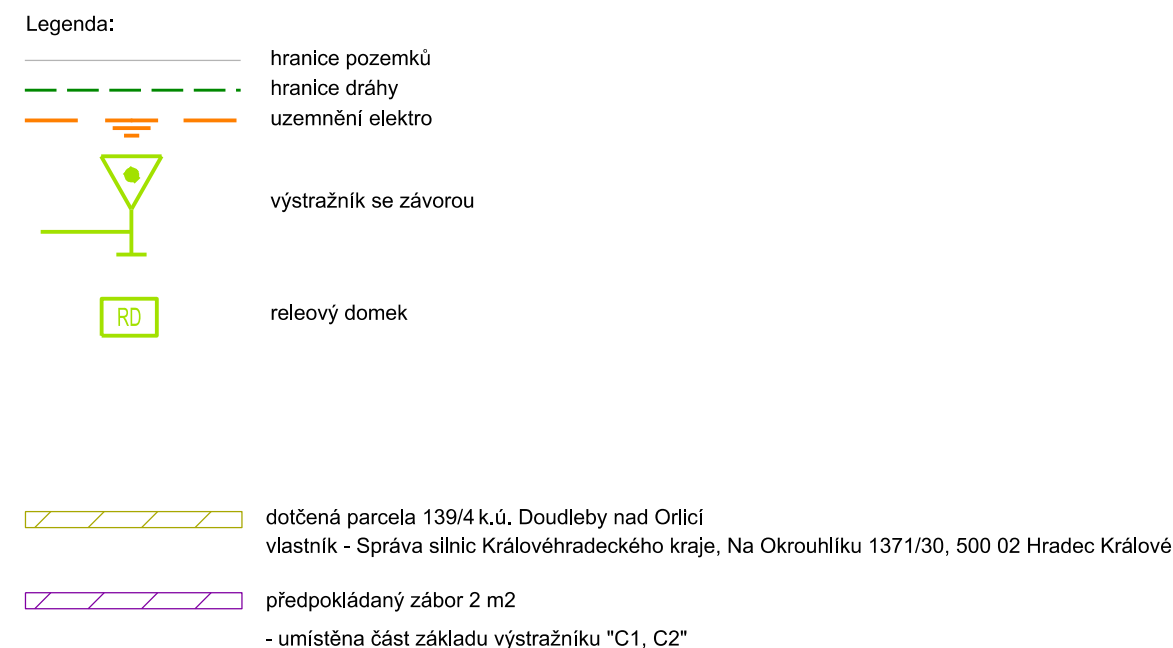 Legenda:
hranice pozemků
hranice dráhy
uzemnění elektro
výstražník se závorou
RD
releový domek
dotčená parcela 139/4 k.ú. Doudleby nad Orlicí
vlastník - Správa silnic Královéhradeckého kraje, Na Okrouhlíku 1371/30, 500 02 Hradec Králové
předpokládaný zábor 2 m2
- umístěna část základu výstražníku "C1, C2"